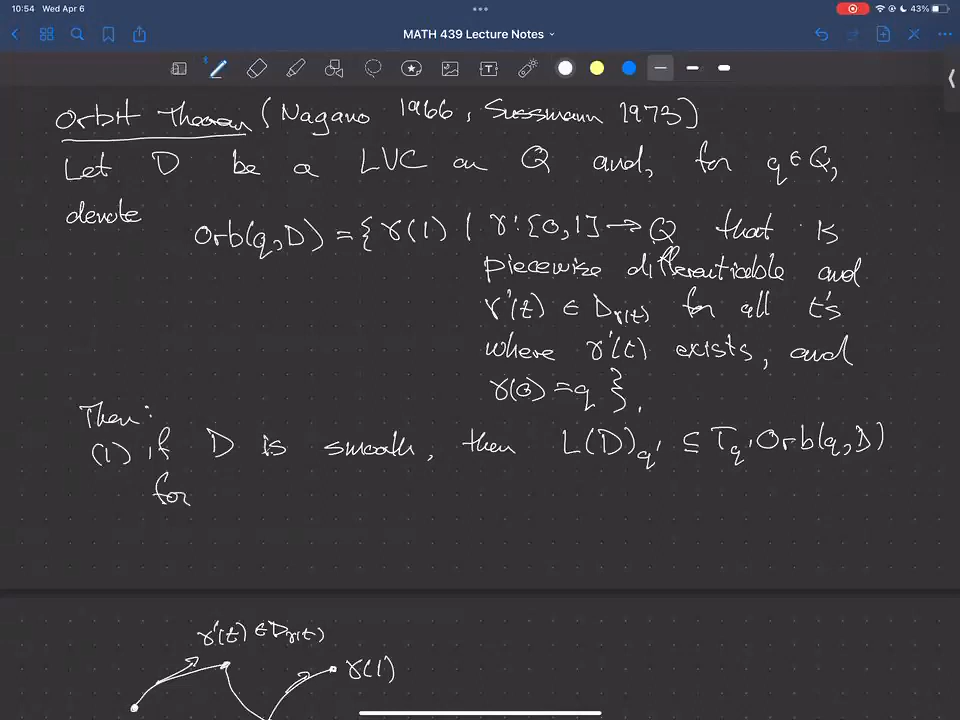 10:54 Wed Apr 6
43%
MATH 439 Lecture Notes
Orbit Theorem (Nagano 1966, Sussmann 1973)
Let D be a LVC on Q and, for q ∈ Q,
denote
Orb(q,D) = { γ(1) | γ: [0,1] → Q that is
piecewise differentiable and
γ'(t) ∈ D_γ(t) for all t's
where γ'(t) exists, and
γ(0) = q }.
Then:
(1) if D is smooth, then L(D)_q' ⊆ T_q' Orb(q,D)
for
γ'(t) ∈ D_γ(t)
γ(1)